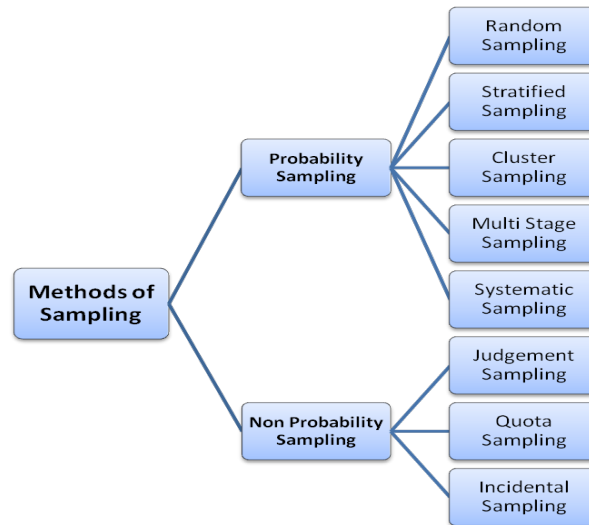 Methods of
Sampling
Probability
Sampling
Random
Sampling
Stratified
Sampling
Cluster
Sampling
Multi Stage
Sampling
Systematic
Sampling
Non Probability
Sampling
Judgement
Sampling
Quota
Sampling
Incidental
Sampling